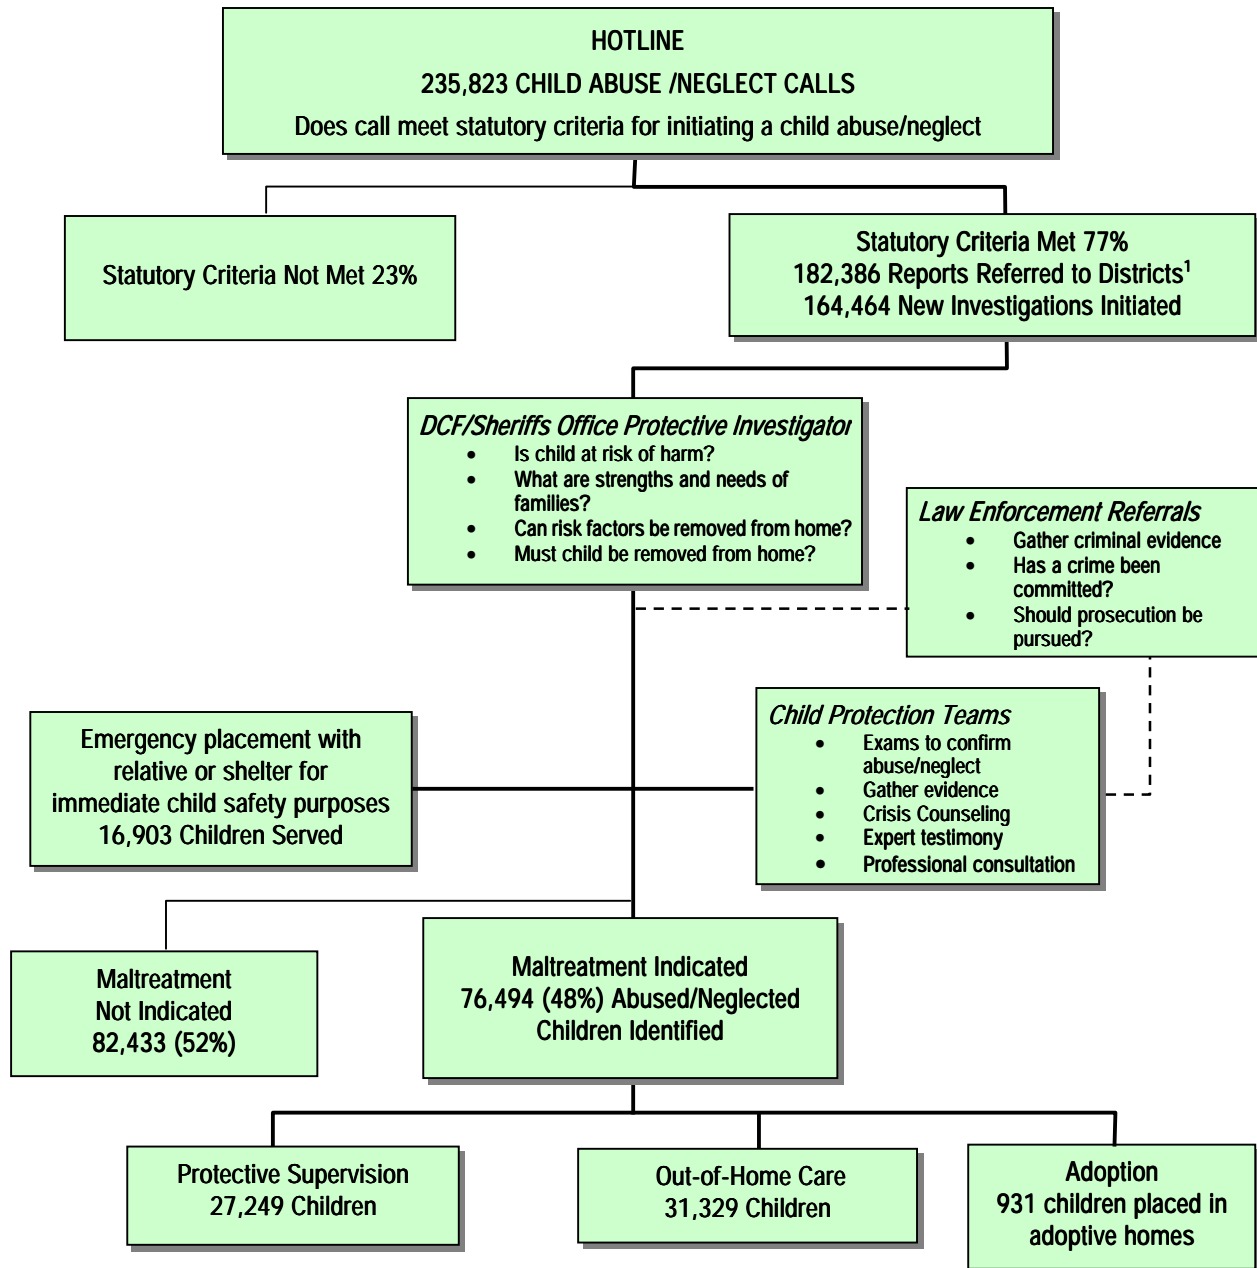 HOTLINE
235,823 CHILD ABUSE /NEGLECT CALLS
Does call meet statutory criteria for initiating a child abuse/neglect
Statutory Criteria Not Met 23%
Statutory Criteria Met 77%
182,386 Reports Referred to Districts¹
164,464 New Investigations Initiated
DCF/Sheriffs Office Protective Investigator
• Is child at risk of harm?
• What are strengths and needs of
families?
• Can risk factors be removed from home?
• Must child be removed from home?
Law Enforcement Referrals
• Gather criminal evidence
• Has a crime been
committed?
• Should prosecution be
pursued?
Emergency placement with
relative or shelter for
immediate child safety purposes
16,903 Children Served
Child Protection Teams
• Exams to confirm
abuse/neglect
• Gather evidence
• Crisis Counseling
• Expert testimony
• Professional consultation
Maltreatment
Not Indicated
82,433 (52%)
Maltreatment Indicated
76,494 (48%) Abused/Neglected
Children Identified
Protective Supervision
27,249 Children
Out-of-Home Care
31,329 Children
Adoption
931 children placed in
adoptive homes